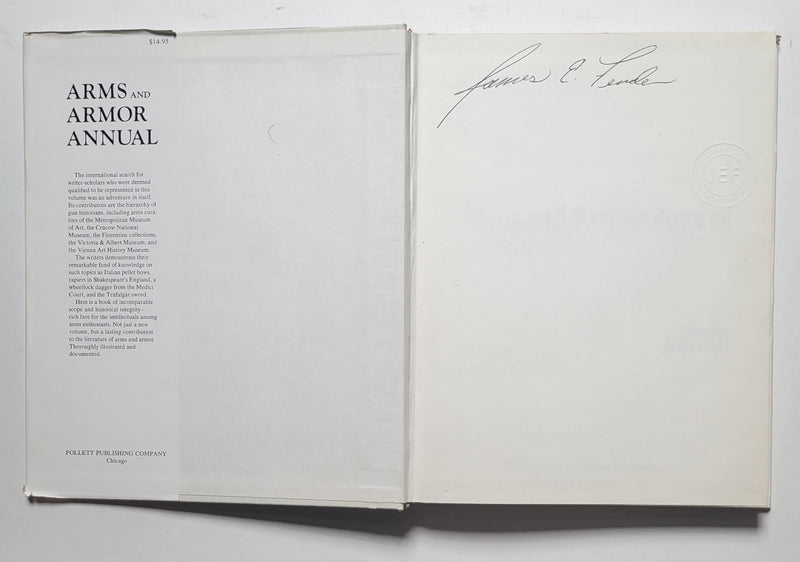 $14.95
ARMS AND
ARMOR
ANNUAL
The international search for
writer-scholars who were deemed
qualified to be represented in this
volume was an adventure in itself.
Its contributors are the hierarchy of
gun historians, including arms cura-
tors of the Metropolitan Museum
of Art, the Cracow National
Museum, the Florentine collections,
the Victoria & Albert Museum, and
the Vienna Art History Museum.
The writers demonstrate their
remarkable fund of knowledge on
such topics as Italian pellet bows,
rapiers in Shakespeare's England, a
wheellock dagger from the Medici
Court, and the Trafalgar sword.
Here is a book of incomparable
scope and historical integrity—
rich fare for the intellectuals among
arms enthusiasts. Not just a new
volume, but a lasting contribution
to the literature of arms and armor.
Thoroughly illustrated and
documented.
FOLLETT PUBLISHING COMPANY
Chicago
James E. Fender
JEF